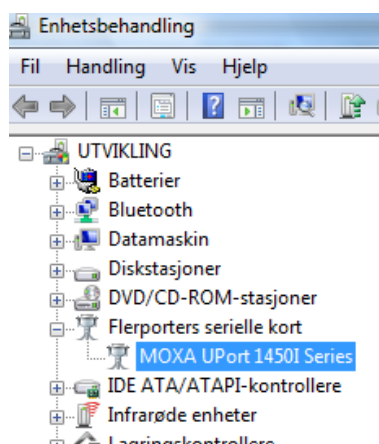 Enhetsbehandling
Fil Handling Vis Hjelp
UTVIKLING
Batterier
Bluetooth
Datamaskin
Diskstasjoner
DVD/CD-ROM-stasjoner
Flerporters serielle kort
MOXA UPort 1450I Series
IDE ATA/ATAPI-kontrollere
Infrarøde enheter
Lagringskontrollere